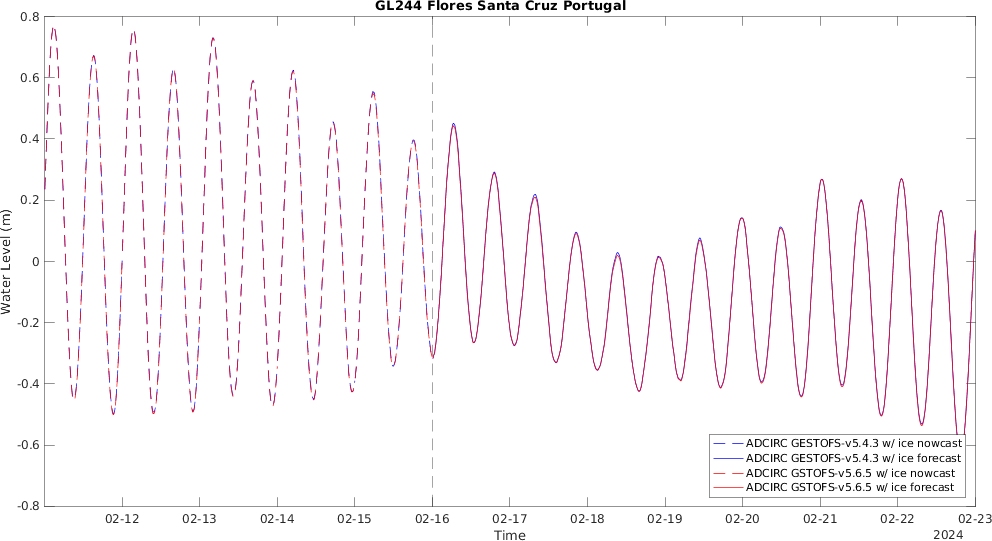 GL244 Flores Santa Cruz Portugal
0.8
0.6
0.4
0.2
0
-0.2
-0.4
-0.6
-0.8
Water Level (m)
ADCIRC GESTOFS-v5.4.3 w/ ice nowcast
ADCIRC GESTOFS-v5.4.3 w/ ice forecast
ADCIRC GSTOFS-v5.6.5 w/ ice nowcast
ADCIRC GSTOFS-v5.6.5 w/ ice forecast
02-12 02-13 02-14 02-15 02-16 02-17 02-18 02-19 02-20 02-21 02-22 02-23
Time
2024